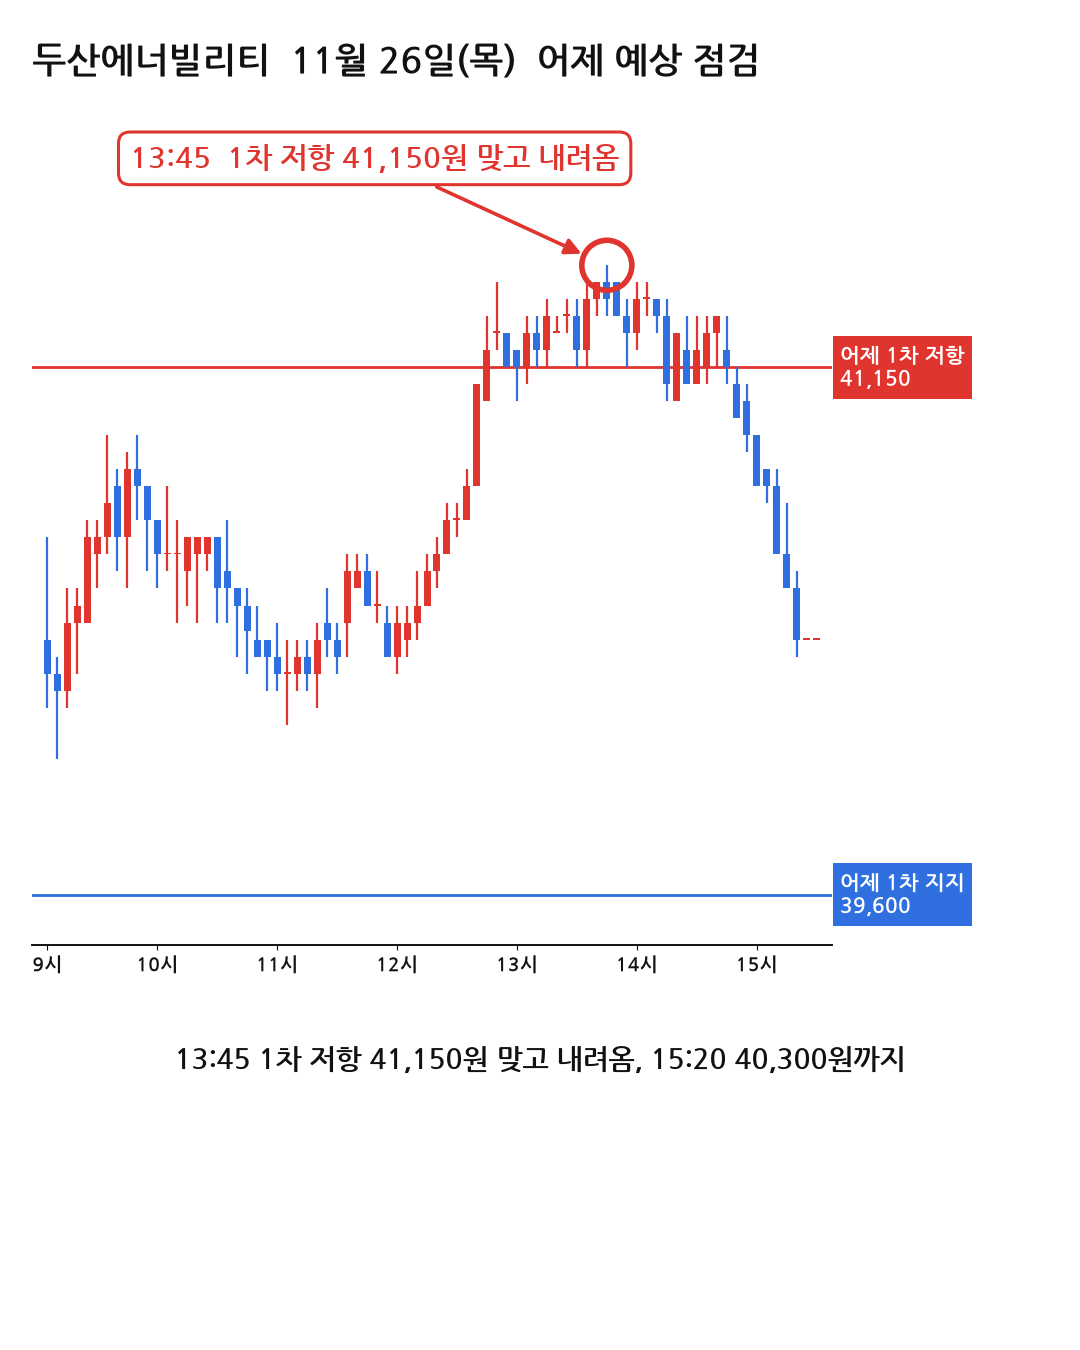 두산에너빌리티 11월 26일(목) 어제 예상 점검
13:45 1차 저항 41,150원 맞고 내려옴
어제 1차 저항
41,150
어제 1차 지지
39,600
9시 10시 11시 12시 13시 14시 15시
13:45 1차 저항 41,150원 맞고 내려옴, 15:20 40,300원까지